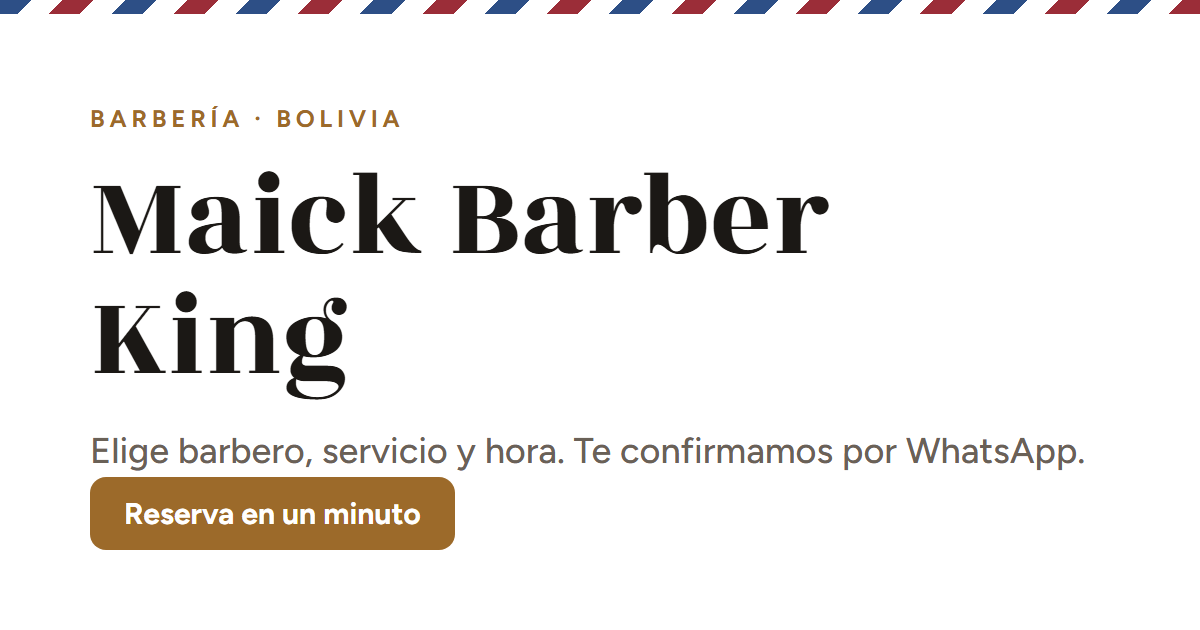 BARBERÍA · BOLIVIA
Maick Barber
King
Elige barbero, servicio y hora. Te confirmamos por WhatsApp.
Reserva en un minuto